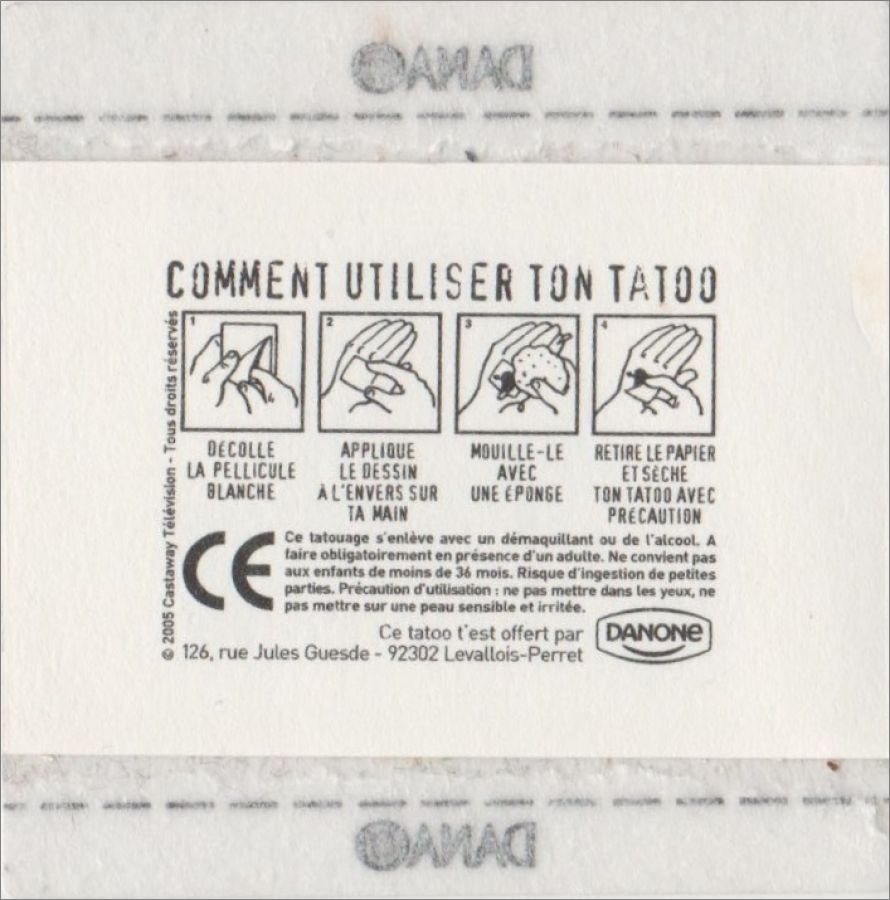 DANAO
COMMENT UTILISER TON TATOO
1
2
3
4
DÉCOLLE
LA PELLICULE
BLANCHE
APPLIQUE
LE DESSIN
À L'ENVERS SUR
TA MAIN
MOUILLE-LE
AVEC
UNE ÉPONGE
RETIRE LE PAPIER
ET SÈCHE
TON TATOO AVEC
PRÉCAUTION
© 2005 Castaway Télévision - Tous droits réservés
CE
Ce tatouage s'enlève avec un démaquillant ou de l'alcool. A
faire obligatoirement en présence d'un adulte. Ne convient pas
aux enfants de moins de 36 mois. Risque d'ingestion de petites
parties. Précaution d'utilisation : ne pas mettre dans les yeux, ne
pas mettre sur une peau sensible et irritée.
Ce tatoo t'est offert par
DANONE
126, rue Jules Guesde - 92302 Levallois-Perret
DANAO